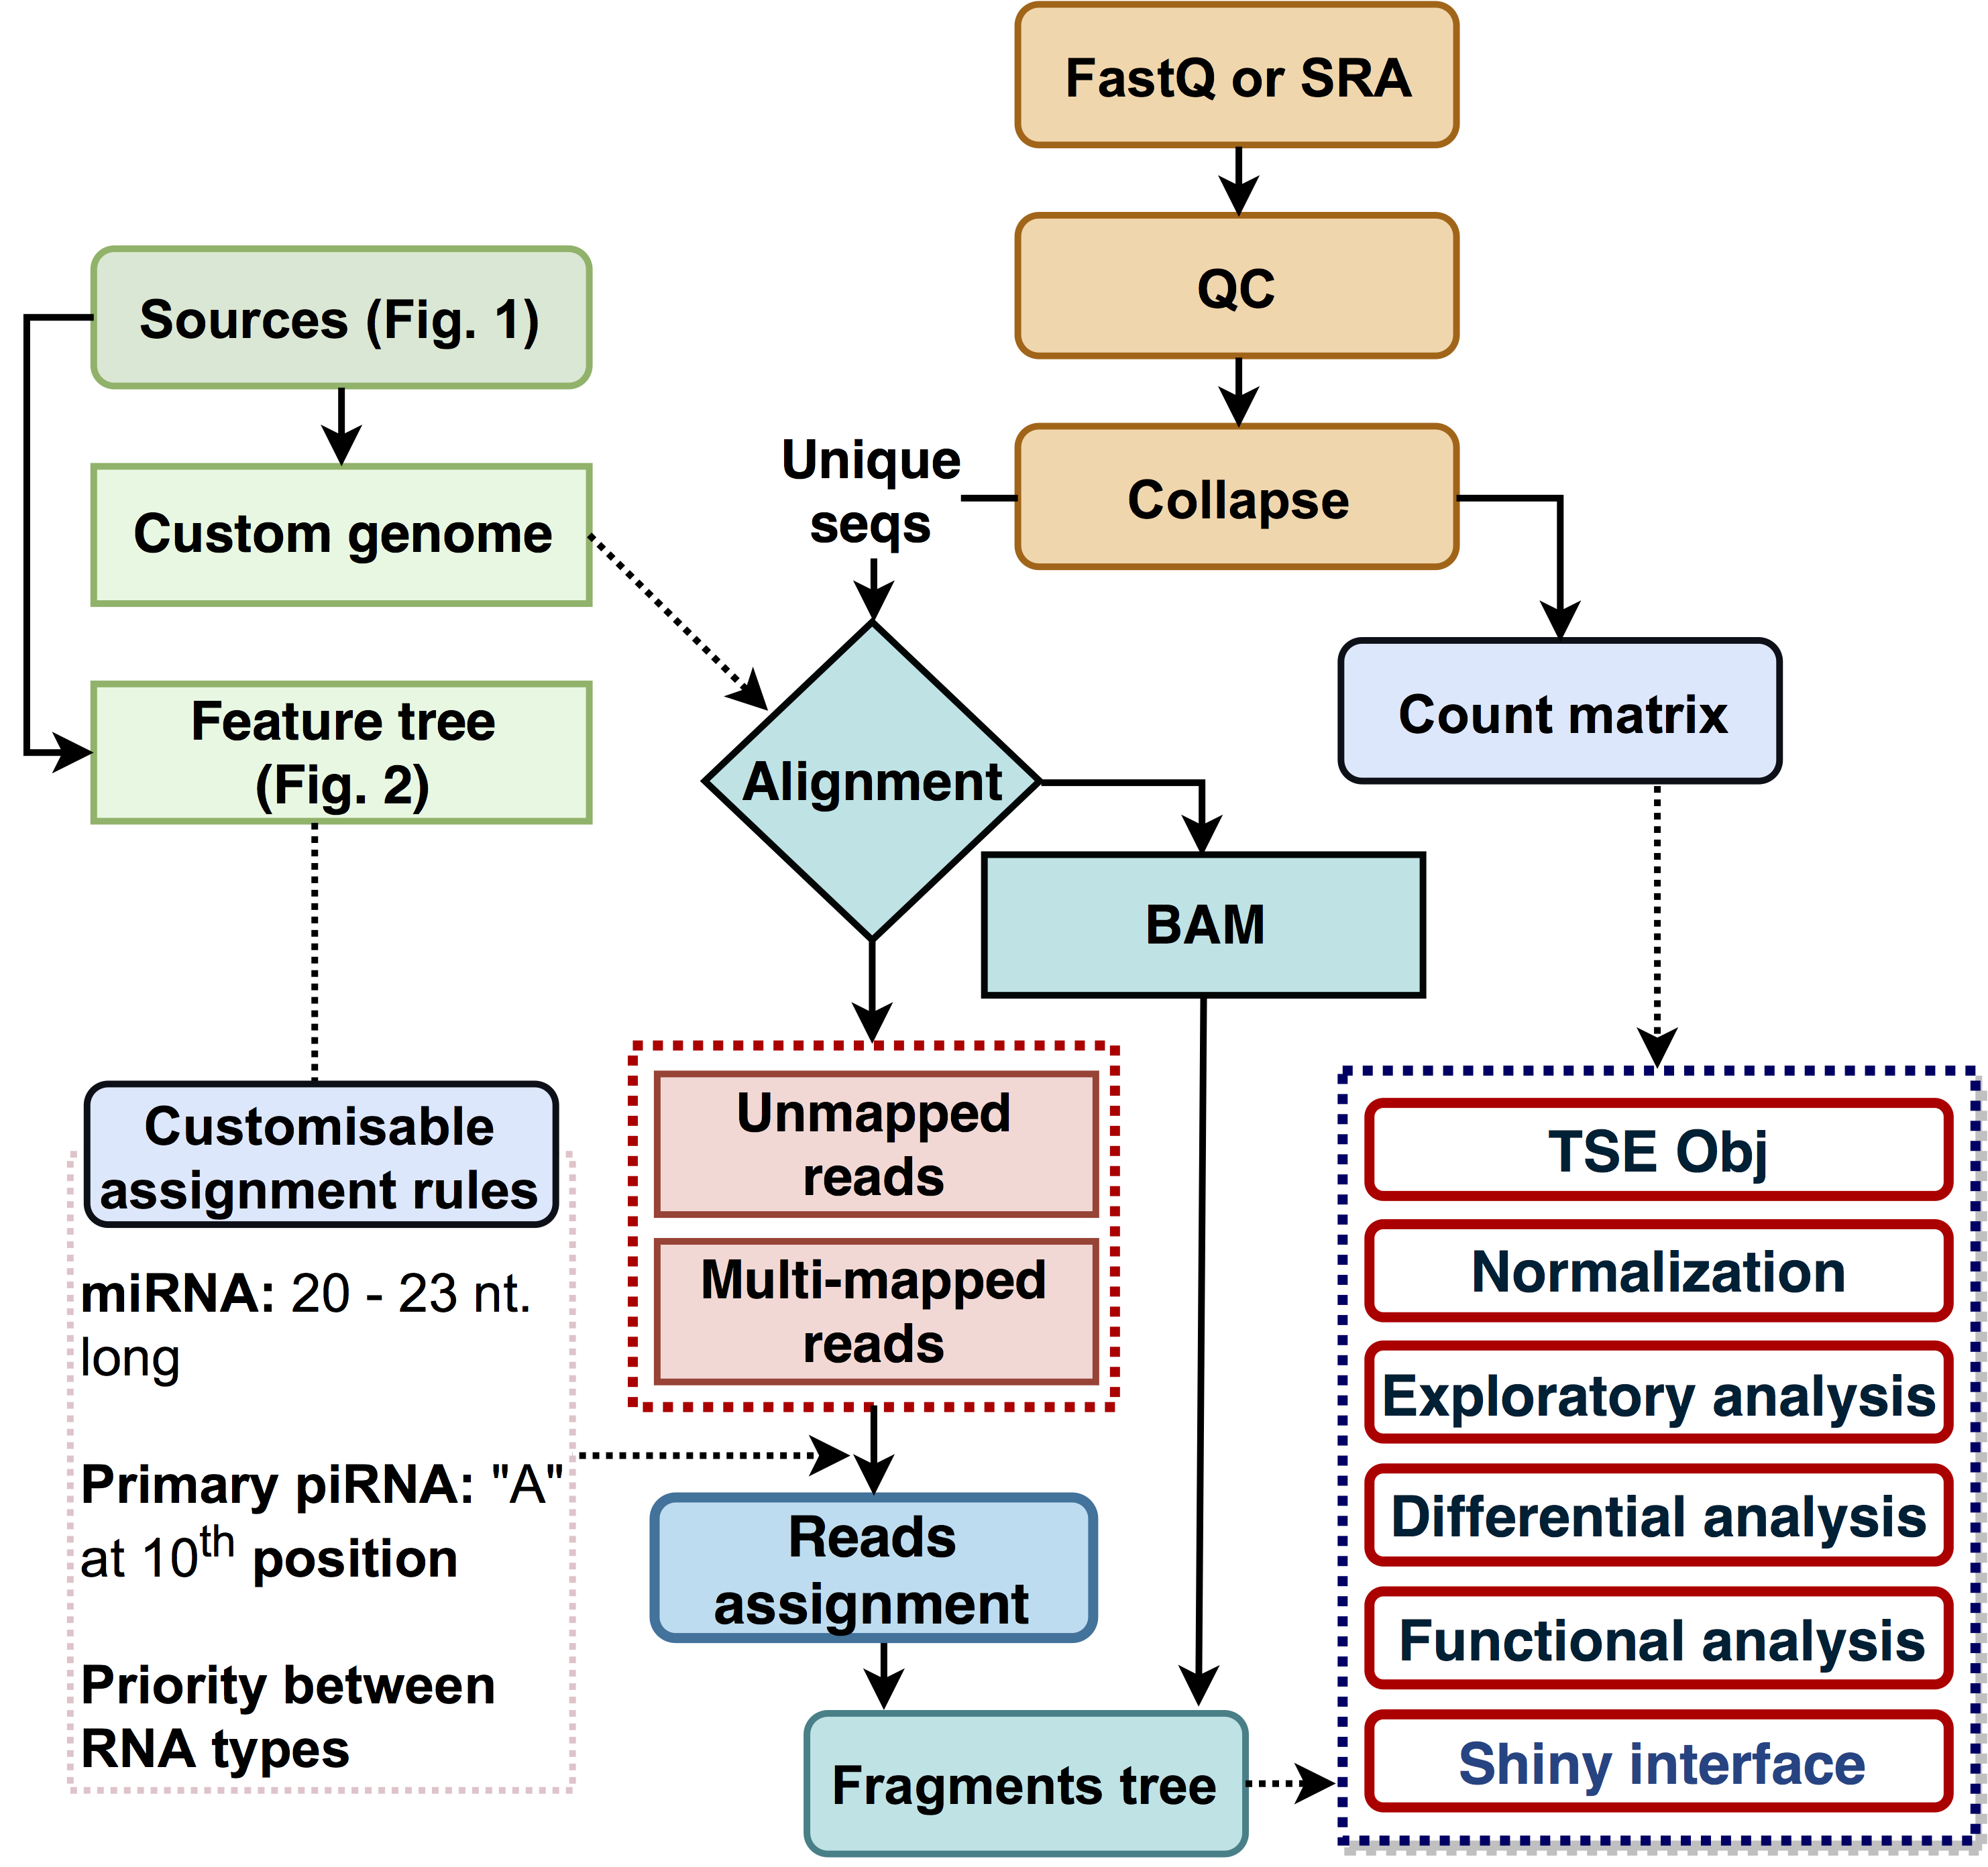 FastQ or SRA
QC
Collapse
Unique
seqs
Sources (Fig. 1)
Custom genome
Feature tree
(Fig. 2)
Alignment
Count matrix
BAM
Customisable
assignment rules
miRNA: 20 - 23 nt.
long
Primary piRNA: "A"
at 10th position
Priority between
RNA types
Unmapped
reads
Multi-mapped
reads
Reads
assignment
Fragments tree
TSE Obj
Normalization
Exploratory analysis
Differential analysis
Functional analysis
Shiny interface